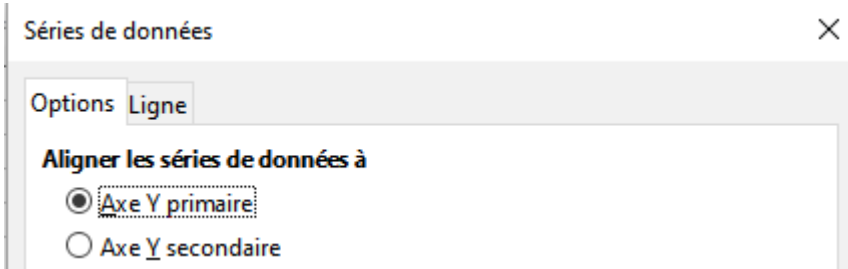 Séries de données
Options Ligne
Aligner les séries de données à
Axe Y primaire
Axe Y secondaire